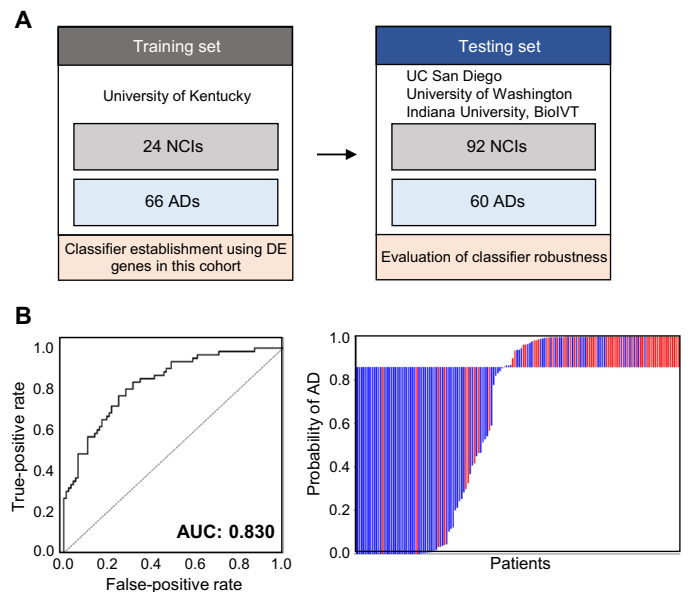 A
Training set
University of Kentucky
24 NCIs
66 ADs
Classifier establishment using DE
genes in this cohort
Testing set
UC San Diego
University of Washington
Indiana University, BioIVT
92 NCIs
60 ADs
Evaluation of classifier robustness
B
True-positive rate
1.0
0.8
0.6
0.4
0.2
0.0
AUC: 0.830
0.0 0.2 0.4 0.6 0.8 1.0
False-positive rate
Probability of AD
1.0
0.8
0.6
0.4
0.2
0.0
Patients